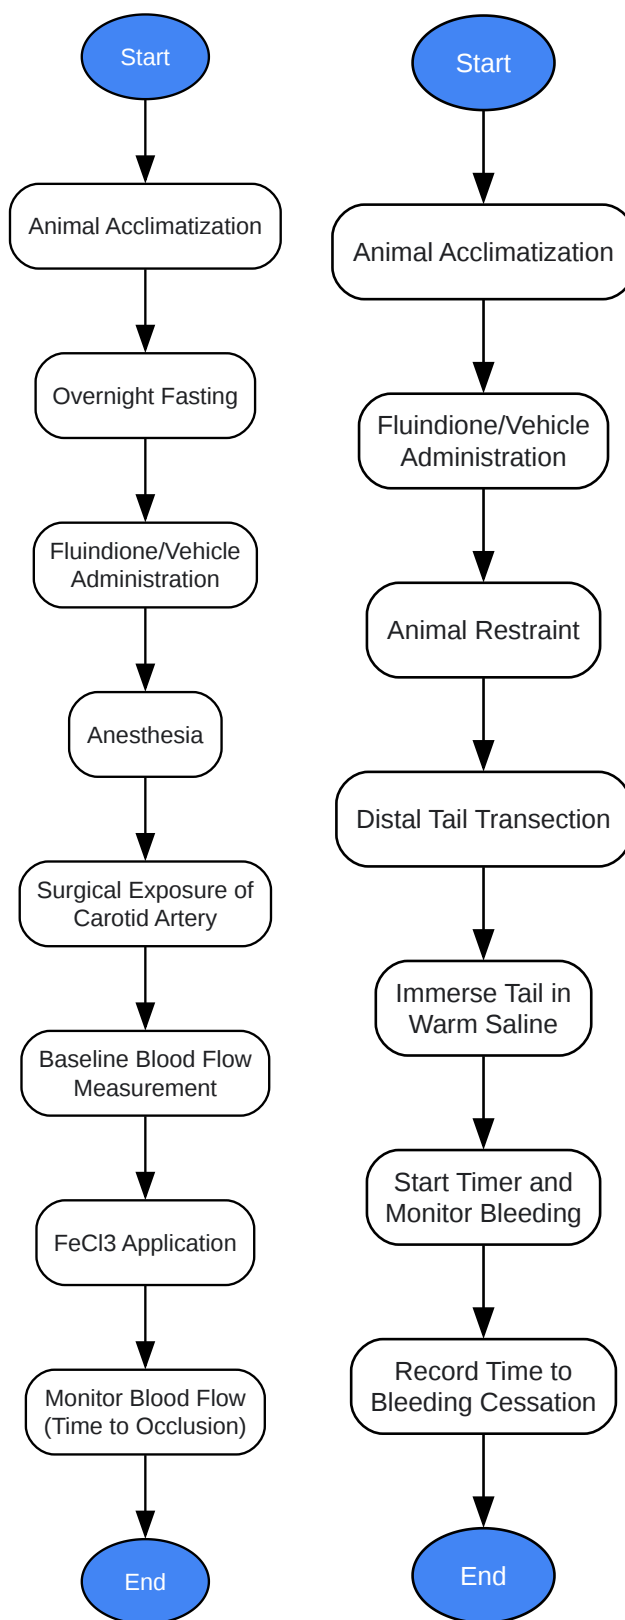 Start
Animal Acclimatization
Overnight Fasting
Fluindione/Vehicle
Administration
Anesthesia
Surgical Exposure of
Carotid Artery
Baseline Blood Flow
Measurement
FeCl3 Application
Monitor Blood Flow
(Time to Occlusion)
End
Start
Animal Acclimatization
Fluindione/Vehicle
Administration
Animal Restraint
Distal Tail Transection
Immerse Tail in
Warm Saline
Start Timer and
Monitor Bleeding
Record Time to
Bleeding Cessation
End